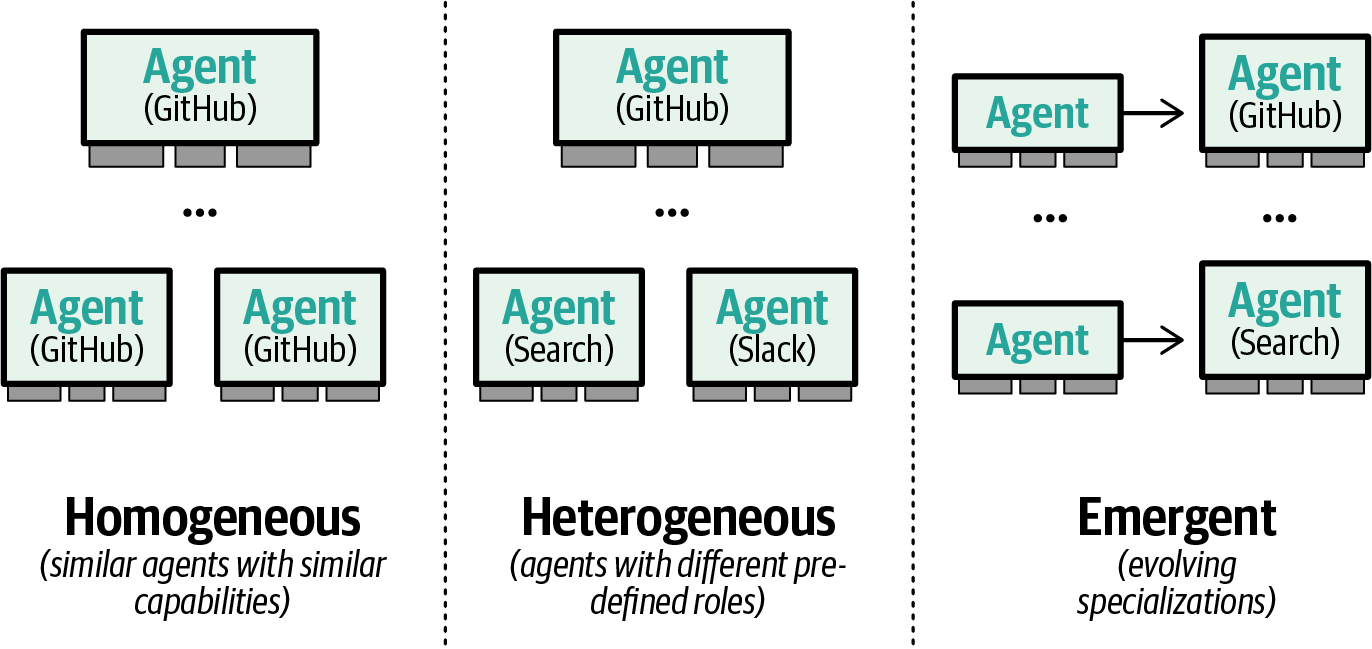 Agent
(GitHub)
...
Agent
(GitHub)
Agent
(GitHub)
Homogeneous
(similar agents with similar
capabilities)
Agent
(GitHub)
...
Agent
(Search)
Agent
(Slack)
Heterogeneous
(agents with different pre-
defined roles)
Agent
Agent
(GitHub)
...
...
Agent
Agent
(Search)
Emergent
(evolving
specializations)